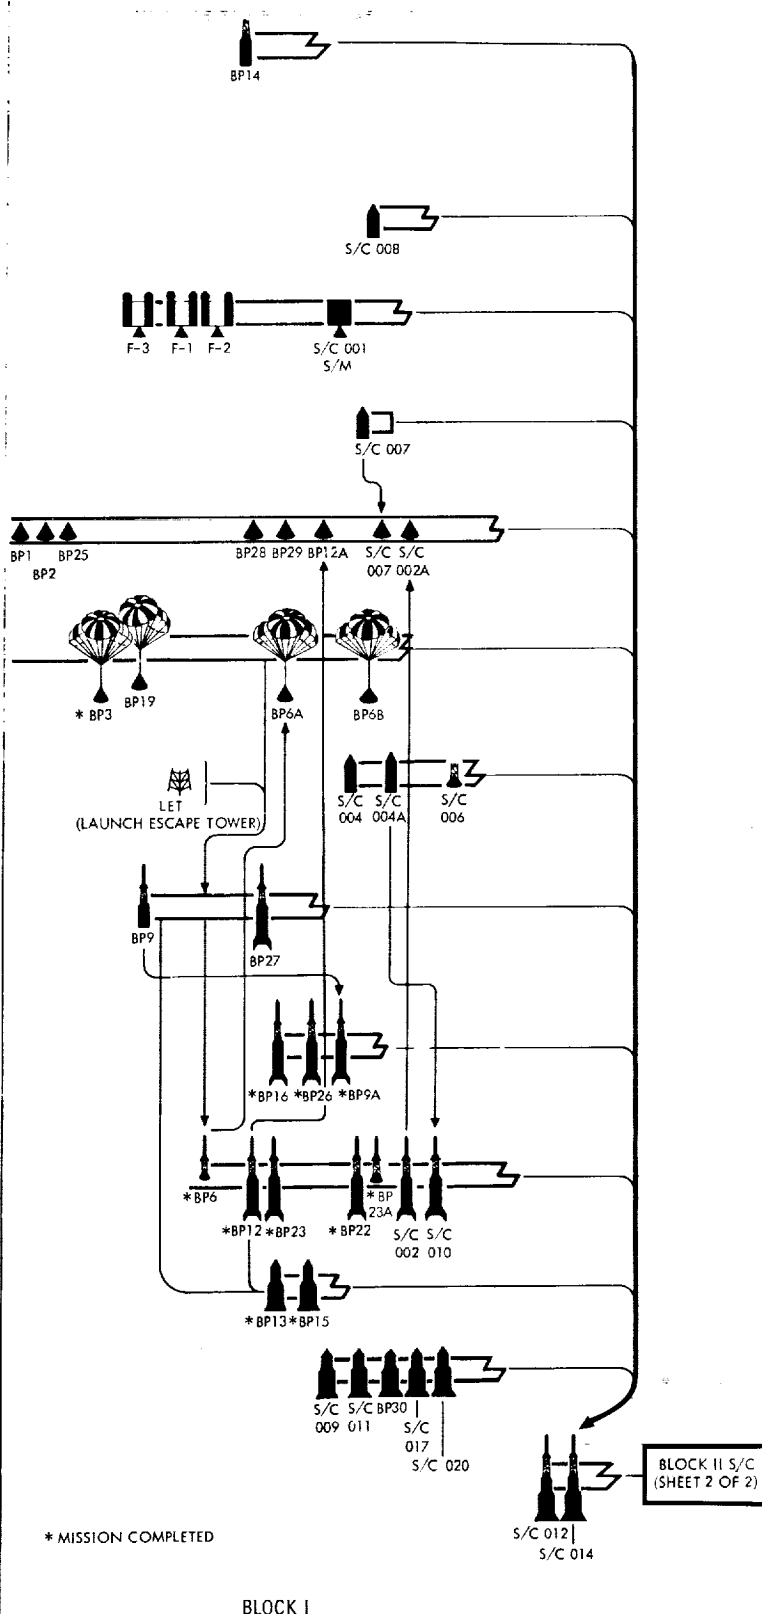 BP14
S/C 008
F-3 F-1 F-2 S/C 001
S/M
S/C 007
BP1 BP25 BP28 BP29 BP12A S/C S/C
BP2 007 002A
* BP3 BP19 BP6A BP6B
LET
(LAUNCH ESCAPE TOWER)
S/C S/C S/C
004 004A 006
BP9
BP27
*BP16 *BP26 *BP9A
*BP6 *BP
23A
*BP12 *BP23 *BP22 S/C S/C
002 010
*BP13 *BP15
S/C S/C BP30
009 011 S/C
017
S/C 020
BLOCK II S/C
(SHEET 2 OF 2)
S/C 012
S/C 014
* MISSION COMPLETED
BLOCK I